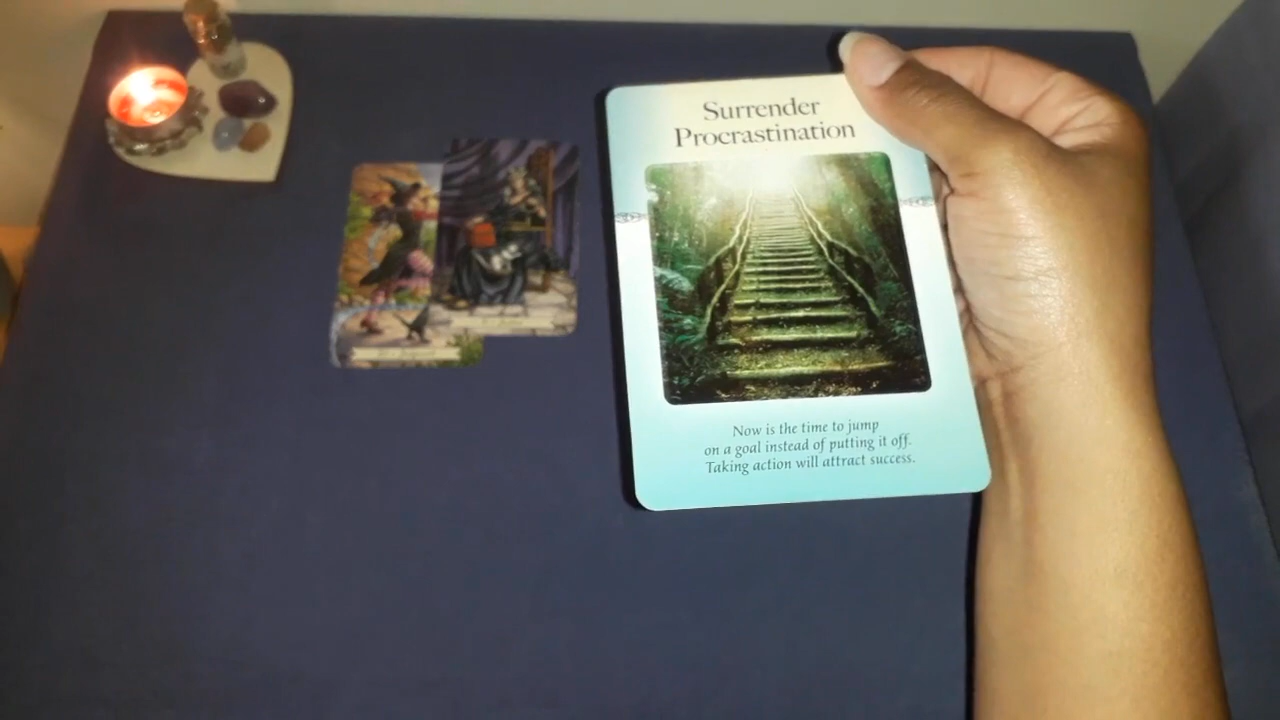 Surrender
Procrastination
Now is the time to jump
on a goal instead of putting it off.
Taking action will attract success.